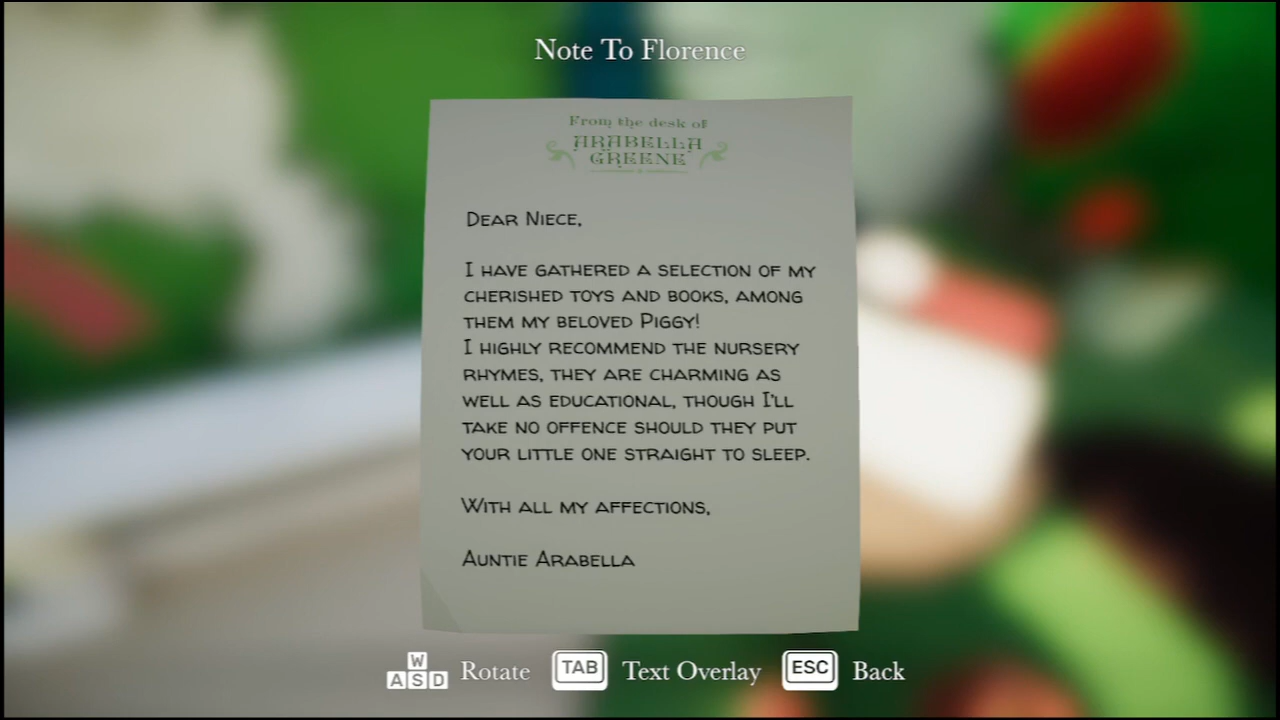 Note To Florence
From the desk of
ARABELLA
GREENE
DEAR NIECE,
I HAVE GATHERED A SELECTION OF MY
CHERISHED TOYS AND BOOKS, AMONG
THEM MY BELOVED PIGGY!
I HIGHLY RECOMMEND THE NURSERY
RHYMES, THEY ARE CHARMING AS
WELL AS EDUCATIONAL, THOUGH I'LL
TAKE NO OFFENCE SHOULD THEY PUT
YOUR LITTLE ONE STRAIGHT TO SLEEP.
WITH ALL MY AFFECTIONS,
AUNTIE ARABELLA
W
A S D Rotate TAB Text Overlay ESC Back